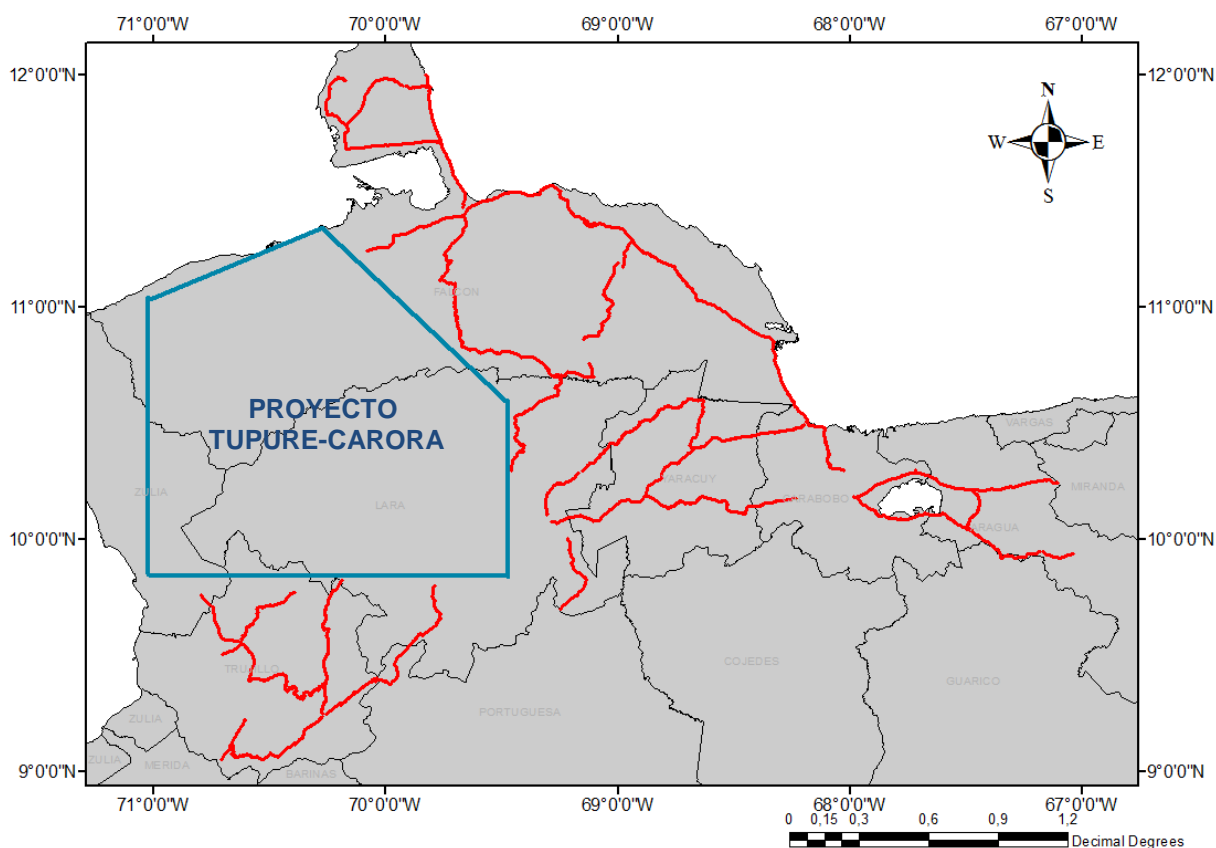 71°0'0"W 70°0'0"W 69°0'0"W 68°0'0"W 67°0'0"W
12°0'0"N 12°0'0"N
N
W E
S
11°0'0"N 11°0'0"N
FALCON
PROYECTO
TUPURE-CARORA
VARGAS
ZULIA
LARA
YARACUY
CARABOBO
MIRANDA
ARAGUA
10°0'0"N 10°0'0"N
TRUJILLO
COJEDES
GUARICO
PORTUGUESA
ZULIA
ZULIA
MERIDA
BARINAS
9°0'0"N 9°0'0"N
71°0'0"W 70°0'0"W 69°0'0"W 68°0'0"W 67°0'0"W
0 0,15 0,3 0,6 0,9 1,2
Decimal Degrees